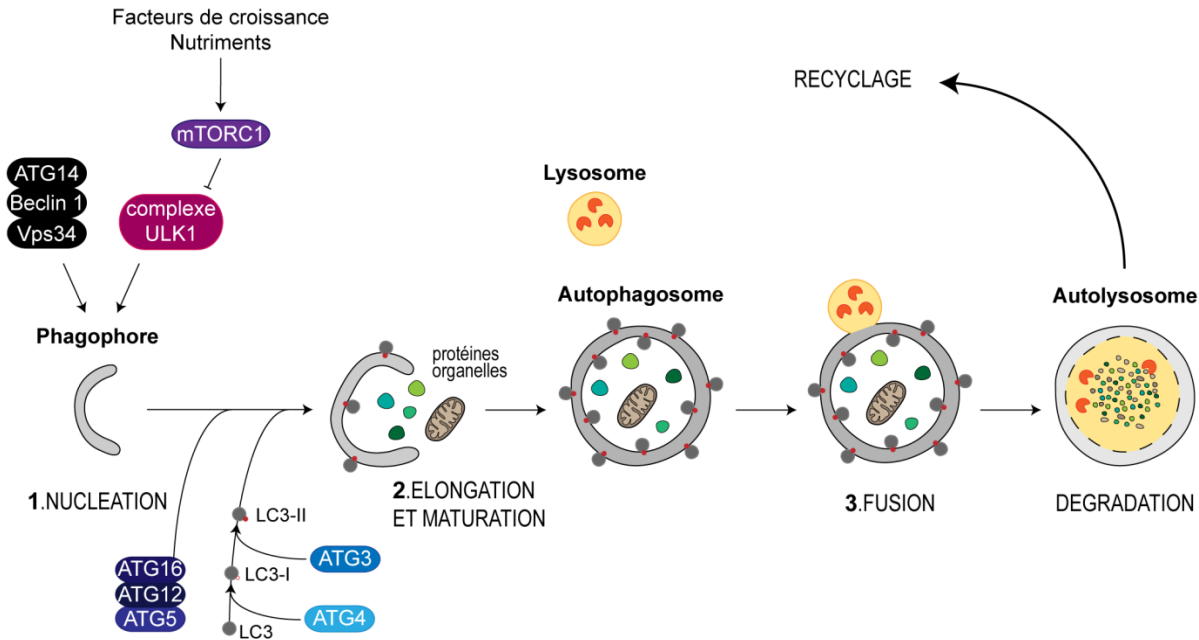 Facteurs de croissance
Nutriments
mTORC1
ATG14
Beclin 1
Vps34
complexe
ULK1
Phagophore
1.NUCLEATION
ATG16
ATG12
ATG5
LC3-II
LC3-I
LC3
ATG3
ATG4
protéines
organelles
2.ELONGATION
ET MATURATION
Lysosome
Autophagosome
3.FUSION
RECYCLAGE
Autolysosome
DEGRADATION